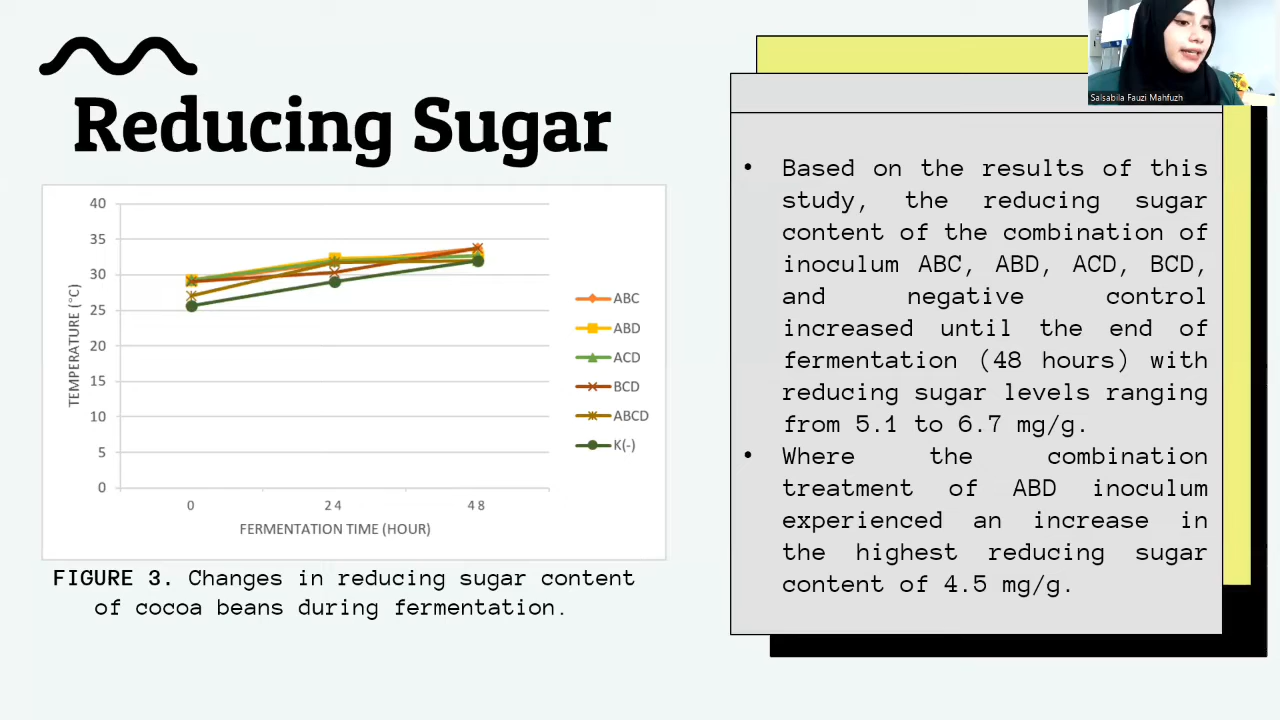 Reducing Sugar
40
35
30
25
20
15
10
5
0
TEMPERATURE (°C)
0
24
48
FERMENTATION TIME (HOUR)
ABC
ABD
ACD
BCD
ABCD
K(-)
FIGURE 3. Changes in reducing sugar content
of cocoa beans during fermentation.
Salsabila Fauzi Mahfuzh
• Based on the results of this
study, the reducing sugar
content of the combination of
inoculum ABC, ABD, ACD, BCD,
and negative control
increased until the end of
fermentation (48 hours) with
reducing sugar levels ranging
from 5.1 to 6.7 mg/g.
• Where the combination
treatment of ABD inoculum
experienced an increase in
the highest reducing sugar
content of 4.5 mg/g.